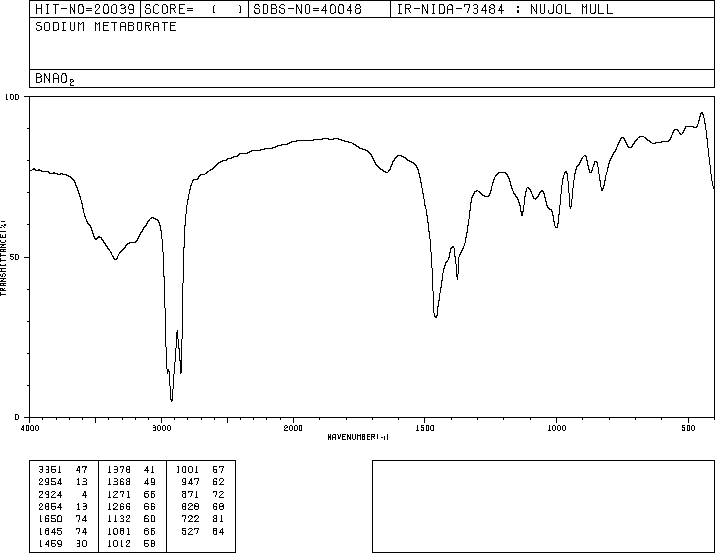 HIT-NO=20039 SCORE= ( ) SDBS-NO=40048 IR-NIDA-73484 : NUJOL MULL
SODIUM METABORATE
BNAO2
100
50
0
TRANSMITTANCE(%)
4000 3000 2000 1500 1000 500
WAVENUMBER(-1)
3361 47 1378 41 1001 57
2954 13 1368 49 947 62
2924 4 1271 66 871 72
2854 13 1266 66 828 68
1650 74 1132 60 722 81
1645 74 1081 66 527 84
1459 30 1012 58